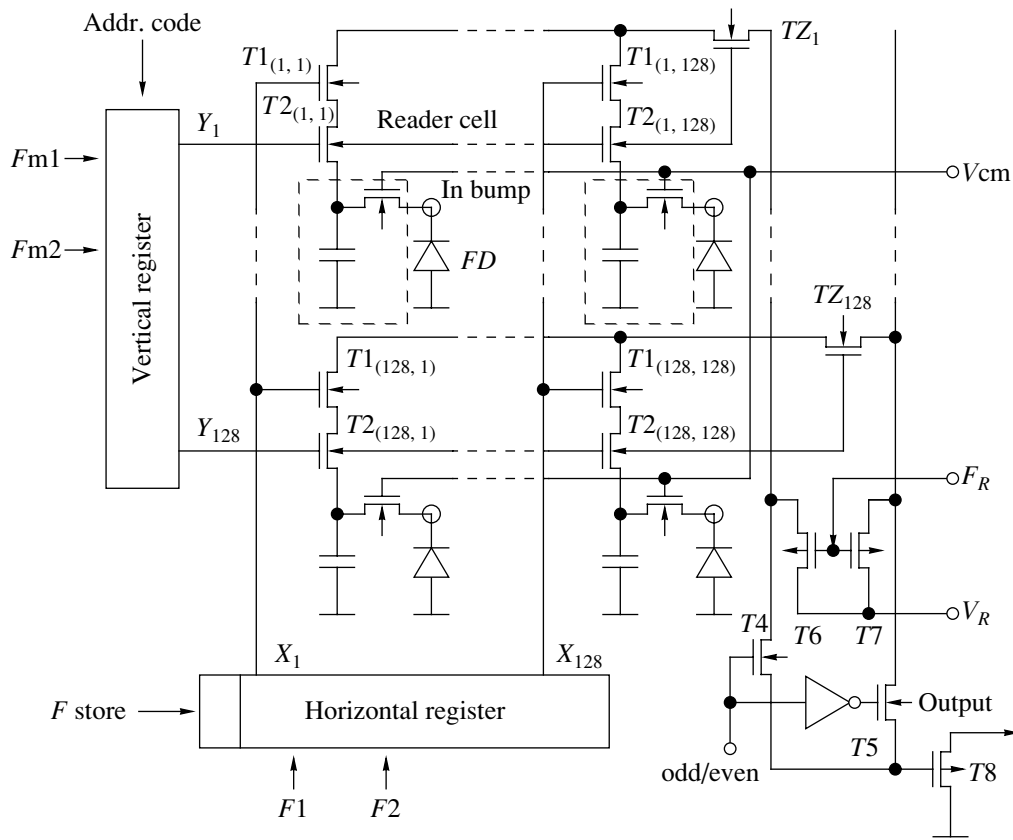 Addr. code
TZ₁
T1₍₁, ₁₎
T1₍₁, ₁₂₈₎
T2₍₁, ₁₎
T2₍₁, ₁₂₈₎
Y₁
Reader cell
Fm1
In bump
Vcm
Fm2
FD
Vertical register
TZ₁₂₈
T1₍₁₂₈, ₁₎
T1₍₁₂₈, ₁₂₈₎
Y₁₂₈
T2₍₁₂₈, ₁₎
T2₍₁₂₈, ₁₂₈₎
F_R
V_R
T4
T6
T7
X₁
X₁₂₈
F store
Horizontal register
Output
T5
odd/even
T8
F1
F2